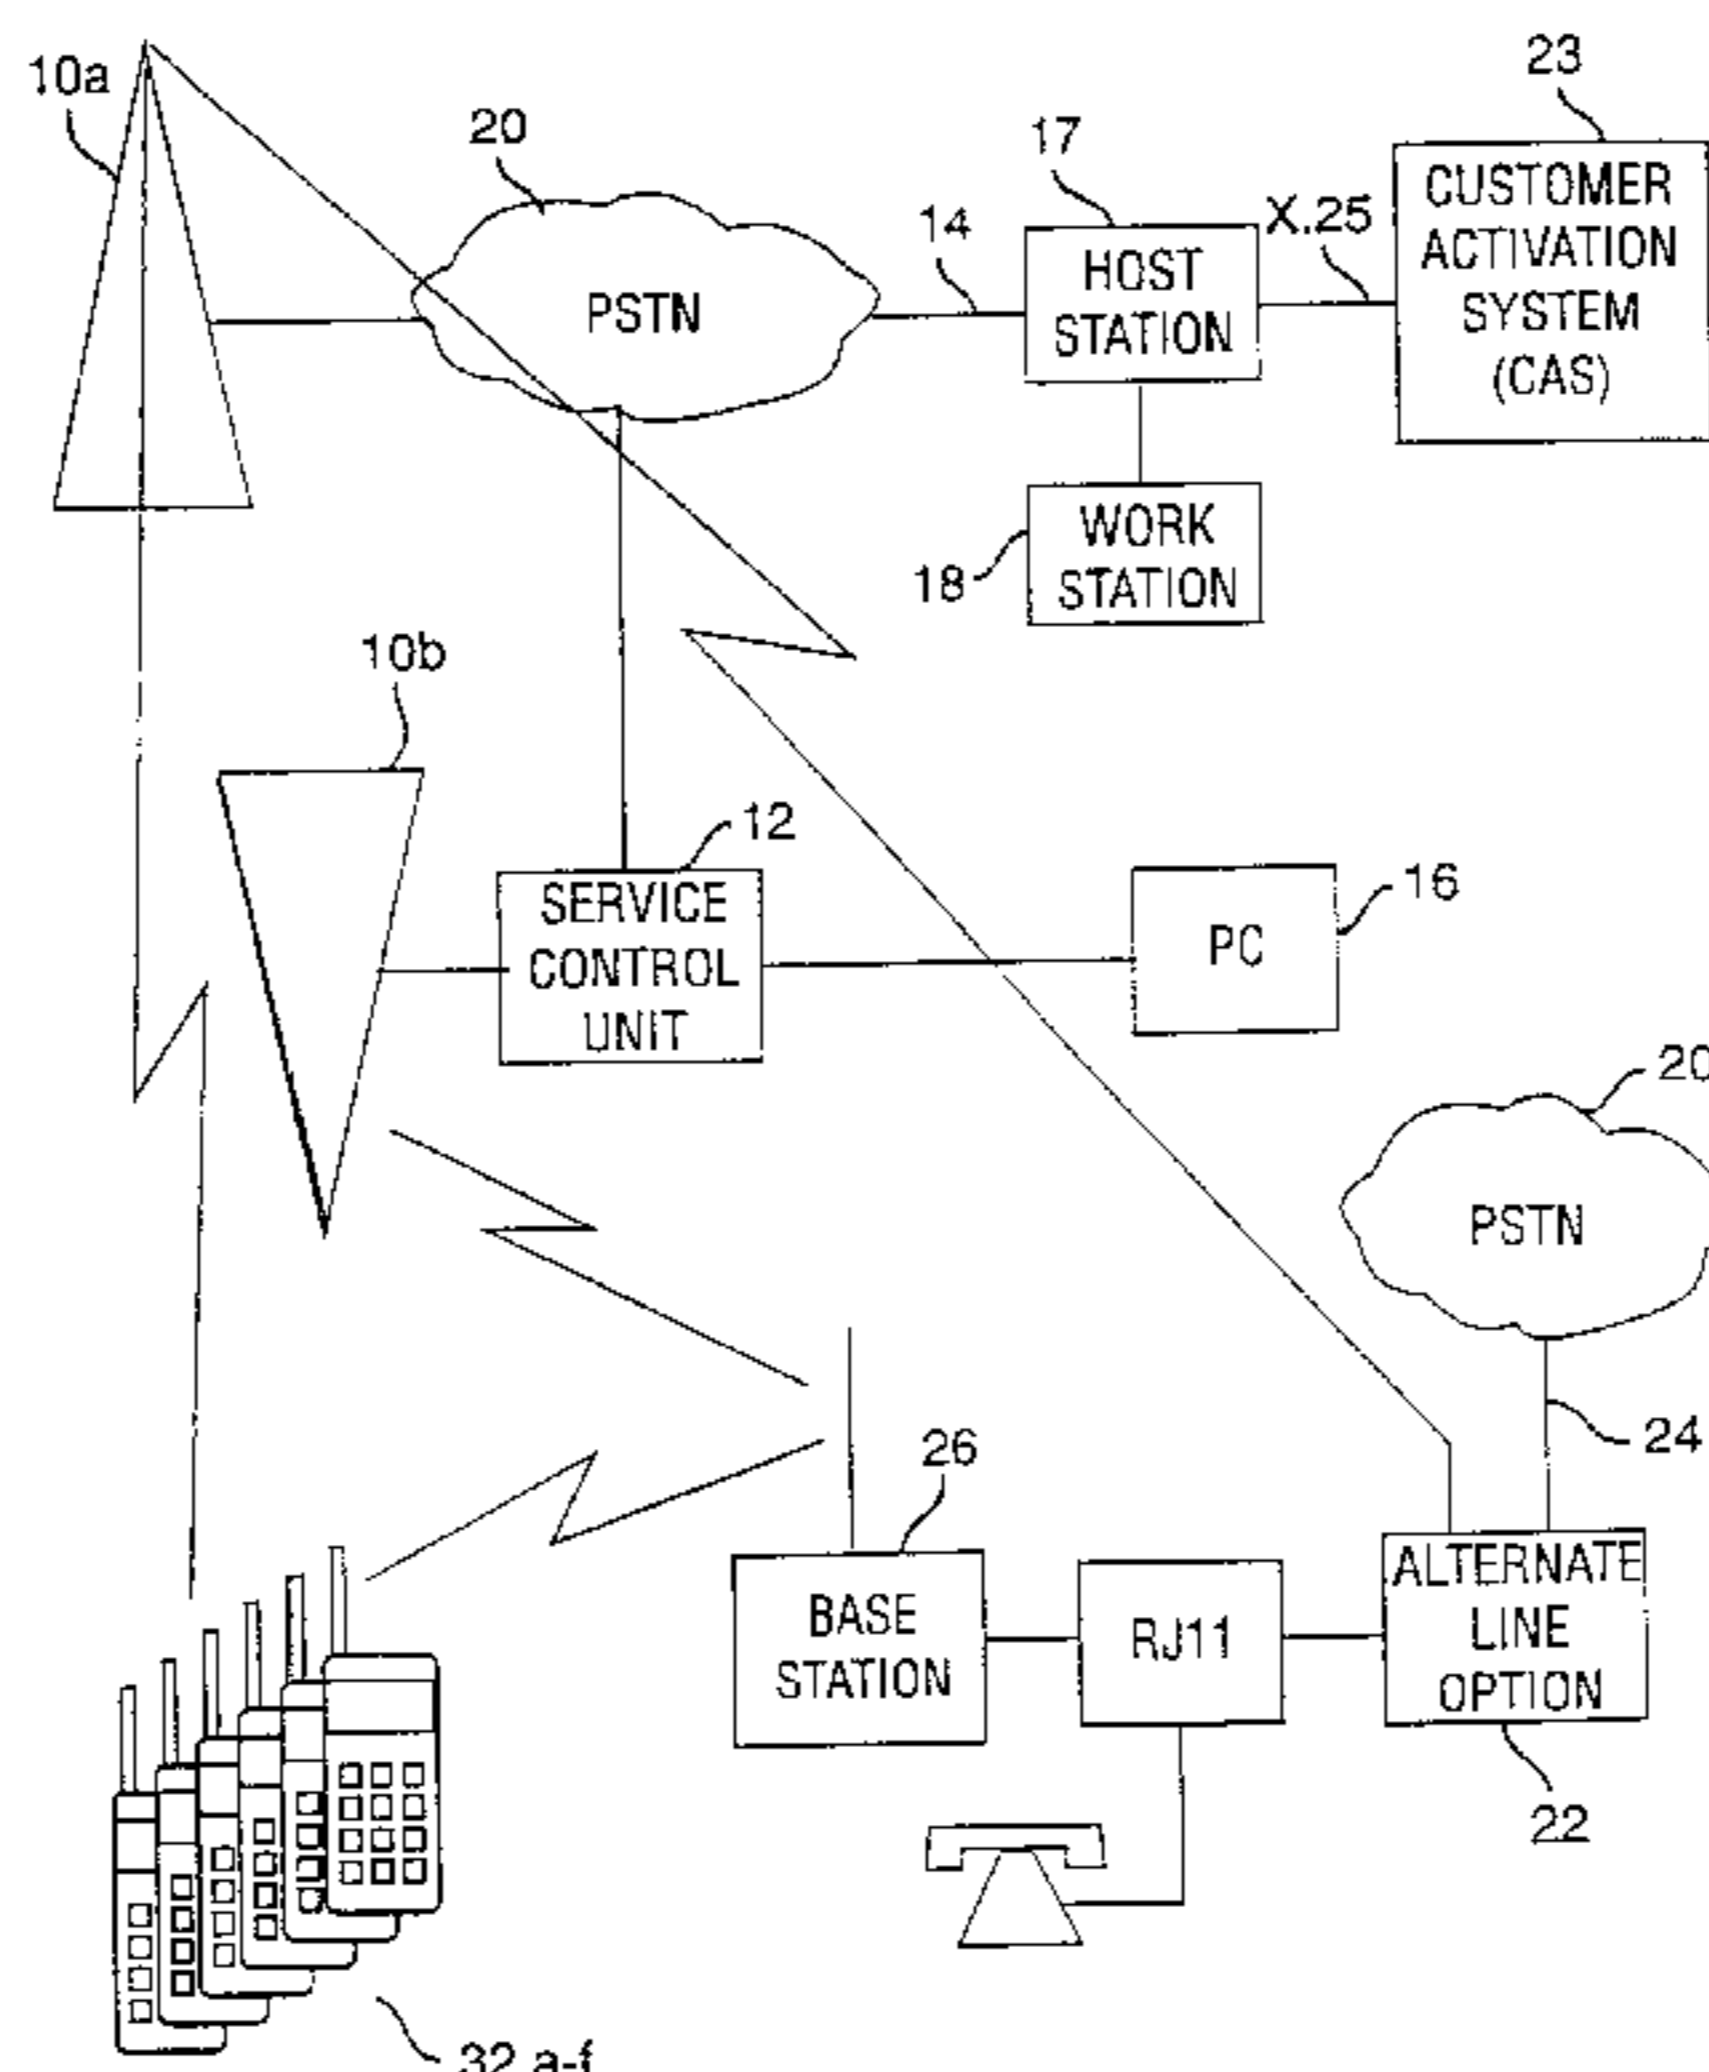 23
10a
20
17
CUSTOMER
ACTIVATION
SYSTEM
(CAS)
X.25
14
HOST
STATION
PSTN
WORK
STATION
18
10b
12
SERVICE
CONTROL
UNIT
16
PC
20
PSTN
24
26
ALTERNATE
LINE
OPTION
BASE
STATION
RJ11
22
32 a-f